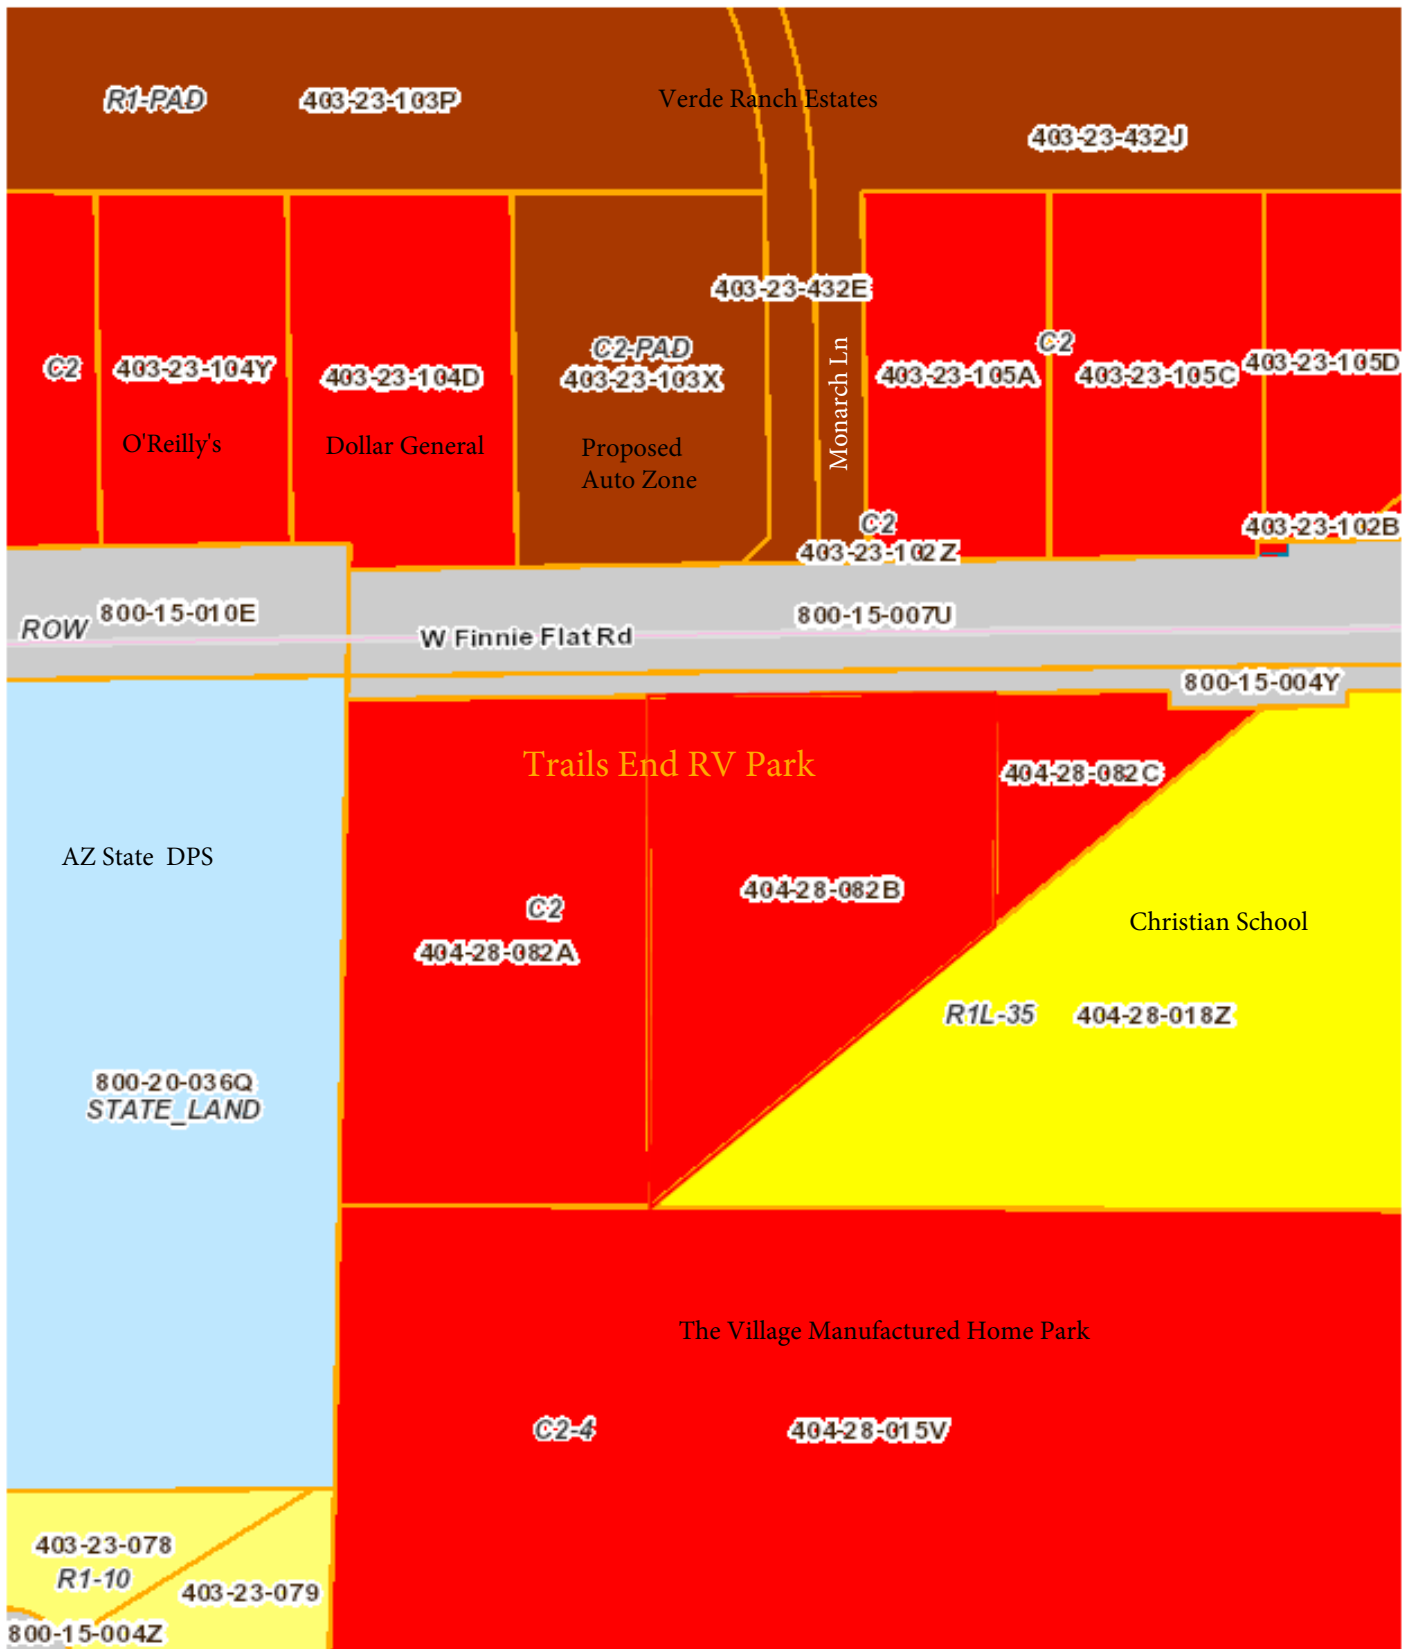 R1-PAD 403-23-103P Verde Ranch Estates
403-23-432J
403-23-432E
C2 403-23-104Y 403-23-104D C2-PAD
403-23-103X
Monarch Ln
403-23-105A C2 403-23-105C 403-23-105D
O'Reilly's Dollar General Proposed
Auto Zone
C2
403-23-102Z
403-23-102B
ROW 800-15-010E
W Finnie Flat Rd
800-15-007U
800-15-004Y
Trails End RV Park
404-28-082C
AZ State DPS
C2
404-28-082A
404-28-082B
Christian School
R1L-35 404-28-018Z
800-20-036Q
STATE_LAND
The Village Manufactured Home Park
C2-4 404-28-015V
403-23-078
R1-10
403-23-079
800-15-004Z